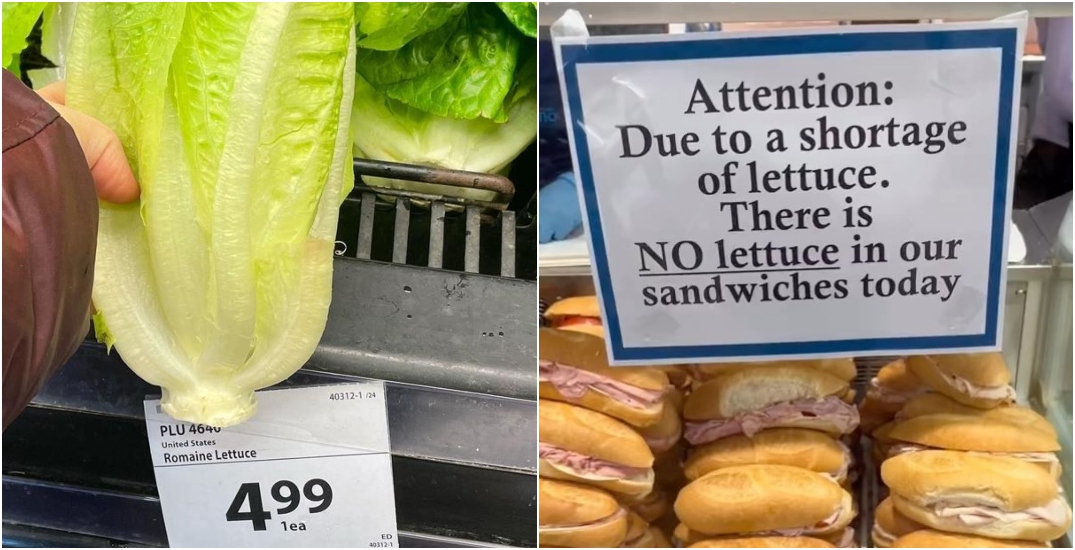 40312-1 /24
PLU 4640
United States
Romaine Lettuce
4.99
1ea
ED
40312-1
Attention:
Due to a shortage
of lettuce.
There is
NO lettuce in our
sandwiches today